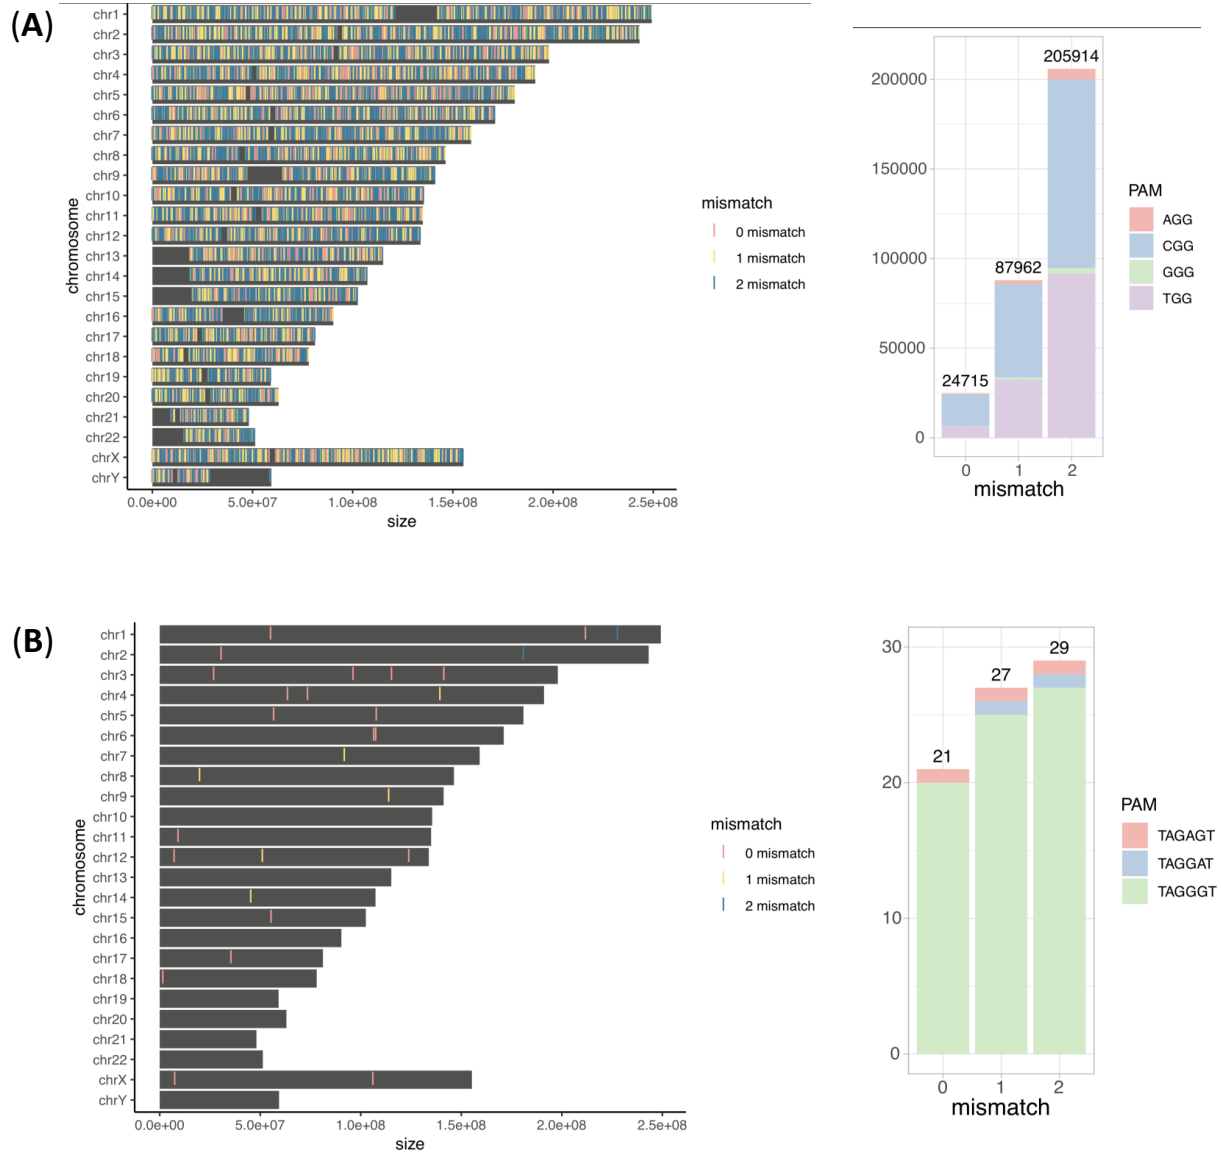 (A)
chr1
chr2
chr3
chr4
chr5
chr6
chr7
chr8
chr9
chr10
chr11
chr12
chr13
chr14
chr15
chr16
chr17
chr18
chr19
chr20
chr21
chr22
chrX
chrY
chromosome
0.0e+00 5.0e+07 1.0e+08 1.5e+08 2.0e+08 2.5e+08
size
mismatch
0 mismatch
1 mismatch
2 mismatch
200000
150000
100000
50000
0
24715
87962
205914
0 1 2
mismatch
PAM
AGG
CGG
GGG
TGG
(B)
chr1
chr2
chr3
chr4
chr5
chr6
chr7
chr8
chr9
chr10
chr11
chr12
chr13
chr14
chr15
chr16
chr17
chr18
chr19
chr20
chr21
chr22
chrX
chrY
chromosome
0.0e+00 5.0e+07 1.0e+08 1.5e+08 2.0e+08 2.5e+08
size
mismatch
0 mismatch
1 mismatch
2 mismatch
30
20
10
0
21
27
29
0 1 2
mismatch
PAM
TAGAGT
TAGGAT
TAGGGT